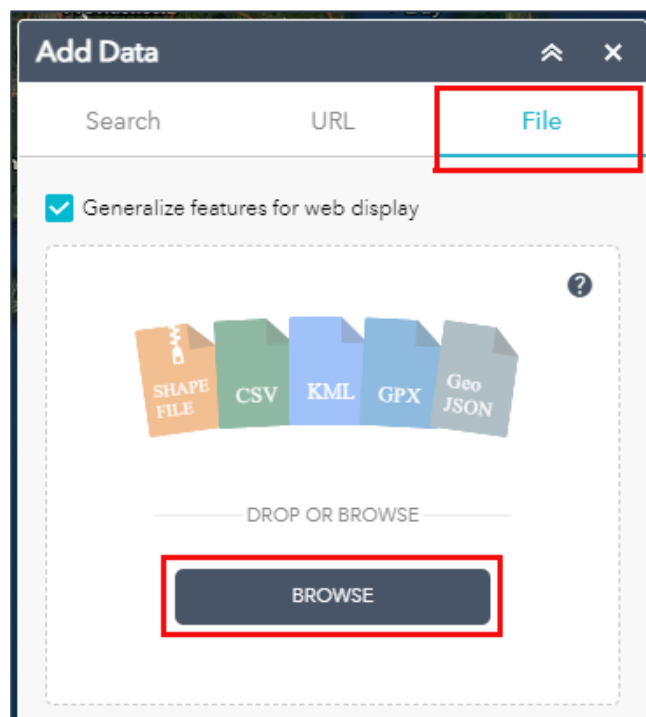 Add Data
Search URL File
Generalize features for web display
?
SHAPE
FILE
CSV
KML
GPX
Geo
JSON
DROP OR BROWSE
BROWSE